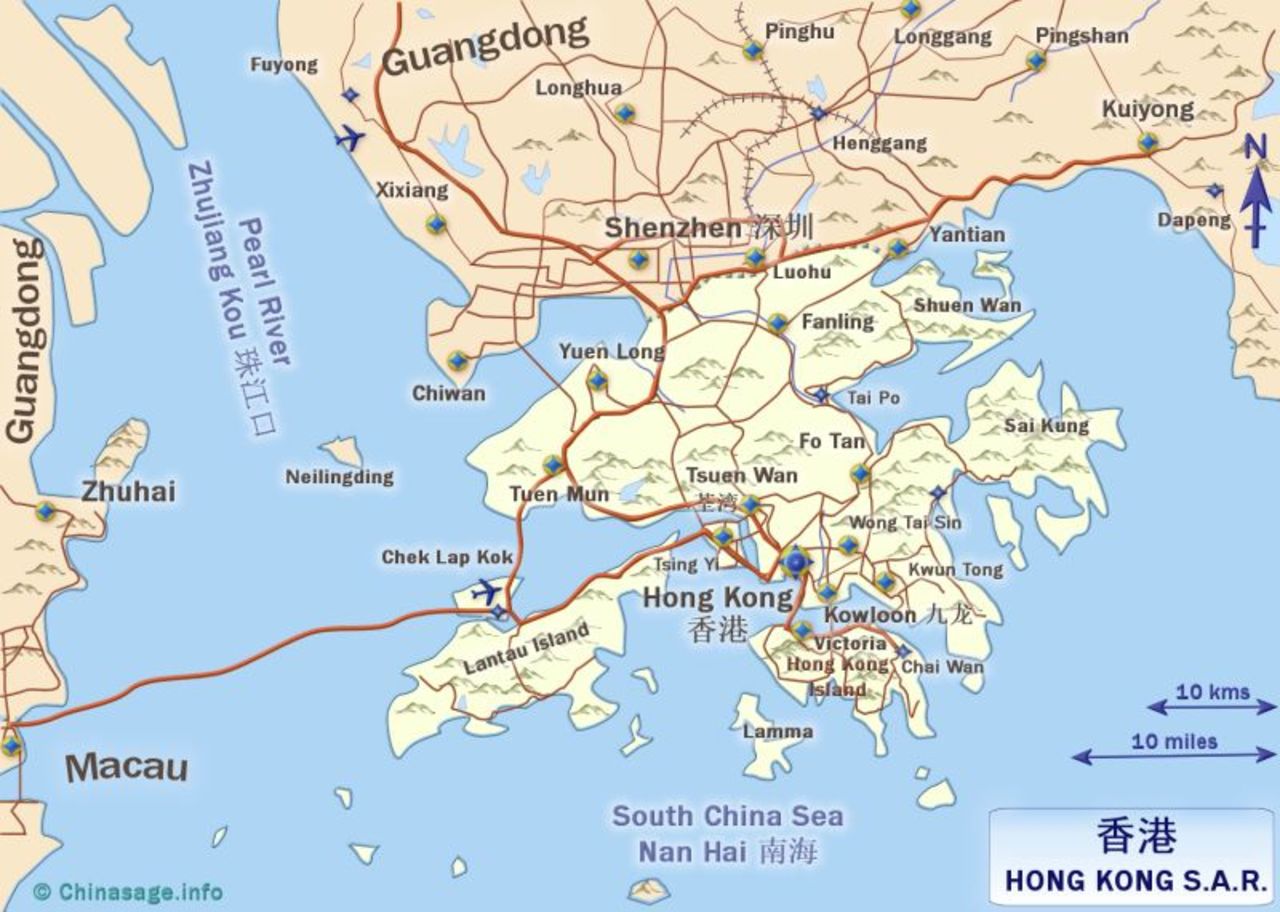 Guangdong
Pinghu
Longgang
Pingshan
Fuyong
Longhua
Kuiyong
Henggang
N
Xixiang
Pearl River
Zhujiang Kou 珠江口
Shenzhen 深圳
Dapeng
Yantian
Luohu
Guangdong
Shuen Wan
Fanling
Yuen Long
Chiwan
Tai Po
Sai Kung
Fo Tan
Neilingding
Tsuen Wan
荃湾
Zhuhai
Tuen Mun
Wong Tai Sin
Chek Lap Kok
Tsing Yi
Kwun Tong
Hong Kong
香港
Kowloon 九龙
Lantau Island
Victoria
Hong Kong
Island
Chai Wan
10 kms
Lamma
10 miles
Macau
South China Sea
Nan Hai 南海
香港
HONG KONG S.A.R.
© Chinasage.info